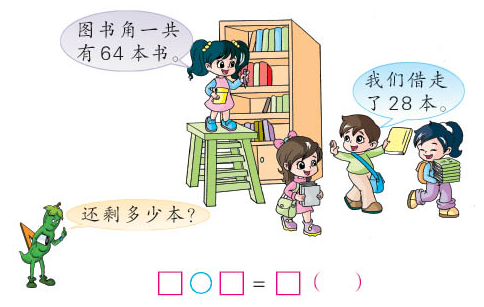 图书角一共
有64本书。
我们借走
了28本。
还剩多少本?
□○□=□( )